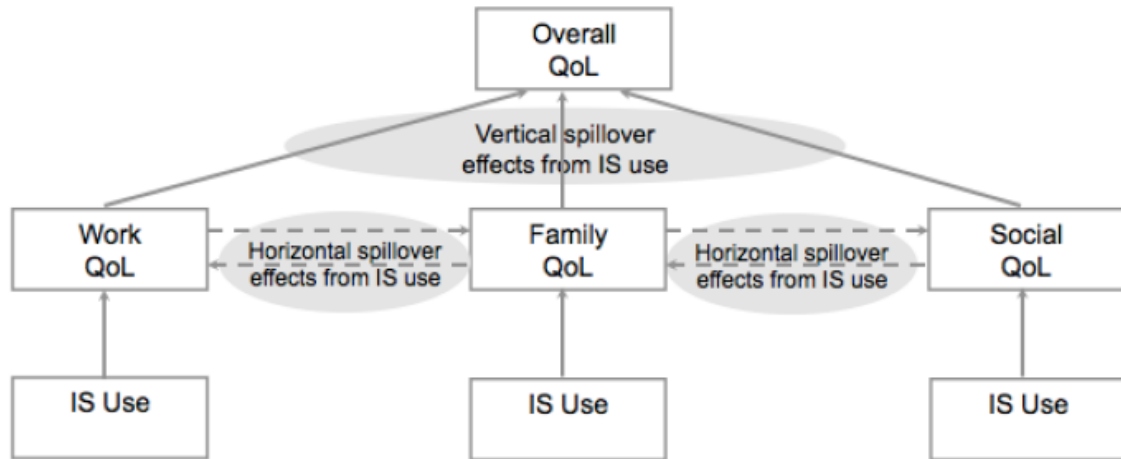 Overall
QoL
Vertical spillover
effects from IS use
Work
QoL
Horizontal spillover
effects from IS use
Family
QoL
Horizontal spillover
effects from IS use
Social
QoL
IS Use
IS Use
IS Use